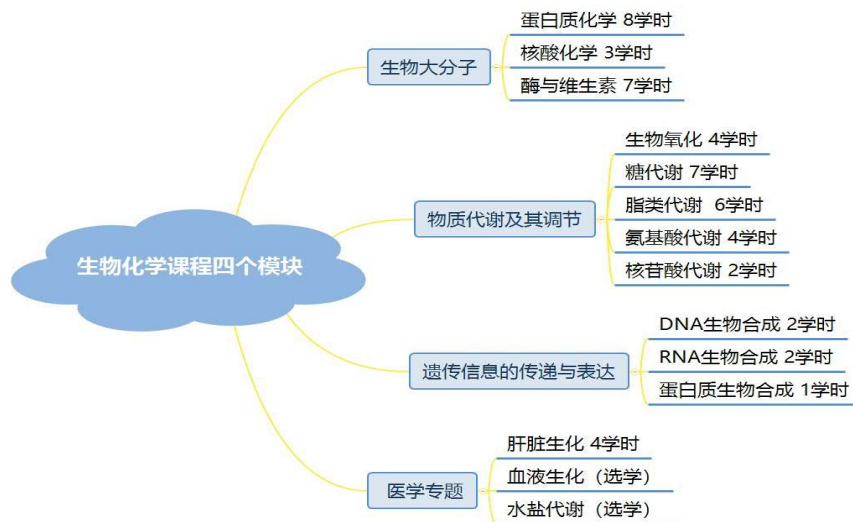 生物化学课程四个模块
生物大分子
蛋白质化学 8学时
核酸化学 3学时
酶与维生素 7学时
物质代谢及其调节
生物氧化 4学时
糖代谢 7学时
脂类代谢 6学时
氨基酸代谢 4学时
核苷酸代谢 2学时
遗传信息的传递与表达
DNA生物合成 2学时
RNA生物合成 2学时
蛋白质生物合成 1学时
医学专题
肝脏生化 4学时
血液生化（选学）
水盐代谢（选学）